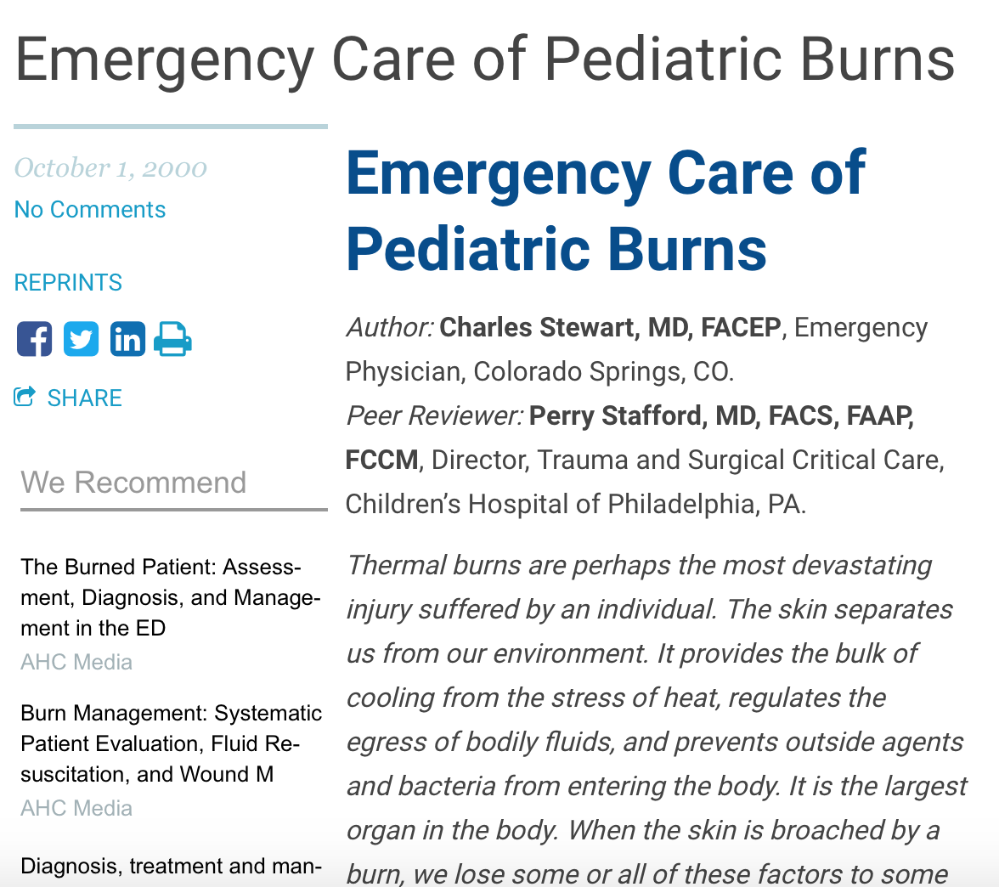 Emergency Care of Pediatric Burns
October 1, 2000
No Comments
REPRINTS
SHARE
We Recommend
The Burned Patient: Assess-
ment, Diagnosis, and Manage-
ment in the ED
AHC Media
Burn Management: Systematic
Patient Evaluation, Fluid Re-
suscitation, and Wound M
AHC Media
Diagnosis, treatment and man-
Emergency Care of
Pediatric Burns
Author: Charles Stewart, MD, FACEP, Emergency
Physician, Colorado Springs, CO.
Peer Reviewer: Perry Stafford, MD, FACS, FAAP,
FCCM, Director, Trauma and Surgical Critical Care,
Children’s Hospital of Philadelphia, PA.
Thermal burns are perhaps the most devastating
injury suffered by an individual. The skin separates
us from our environment. It provides the bulk of
cooling from the stress of heat, regulates the
egress of bodily fluids, and prevents outside agents
and bacteria from entering the body. It is the largest
organ in the body. When the skin is broached by a
burn, we lose some or all of these factors to some